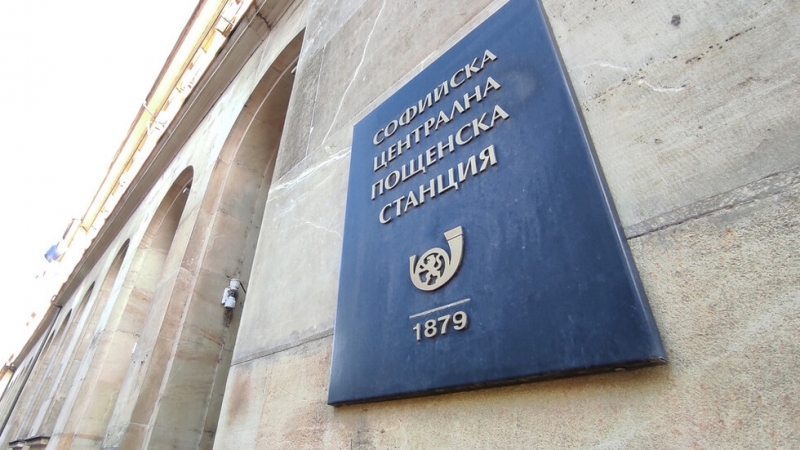 СОФИЙСКА
ЦЕНТРАЛНА
ПОЩЕНСКА
СТАНЦИЯ
1879